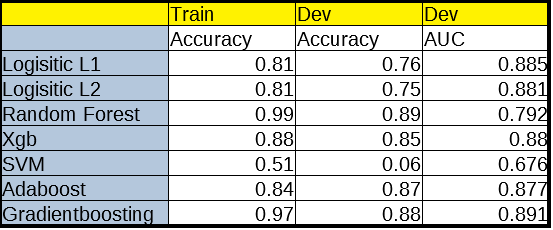 Train Dev Dev
Accuracy Accuracy AUC
Logisitic L1 0.81 0.76 0.885
Logisitic L2 0.81 0.75 0.881
Random Forest 0.99 0.89 0.792
Xgb 0.88 0.85 0.88
SVM 0.51 0.06 0.676
Adaboost 0.84 0.87 0.877
Gradientboosting 0.97 0.88 0.891